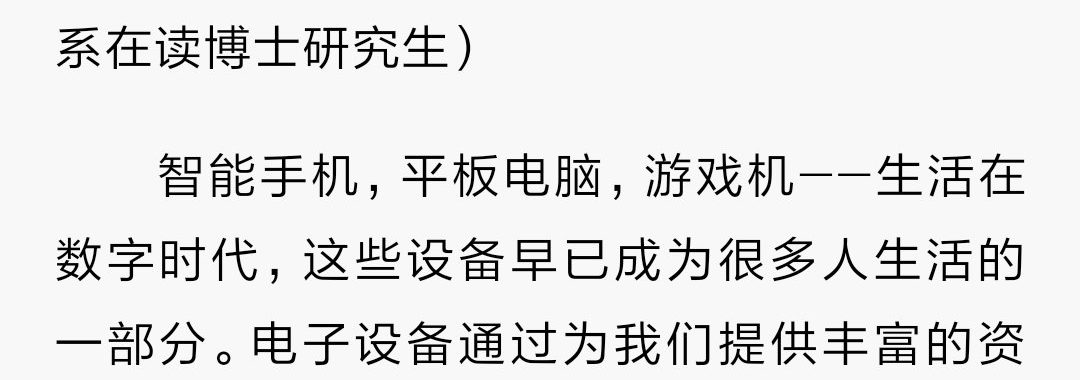 系在读博士研究生）
智能手机，平板电脑，游戏机——生活在
数字时代，这些设备早已成为很多人生活的
一部分。电子设备通过为我们提供丰富的资